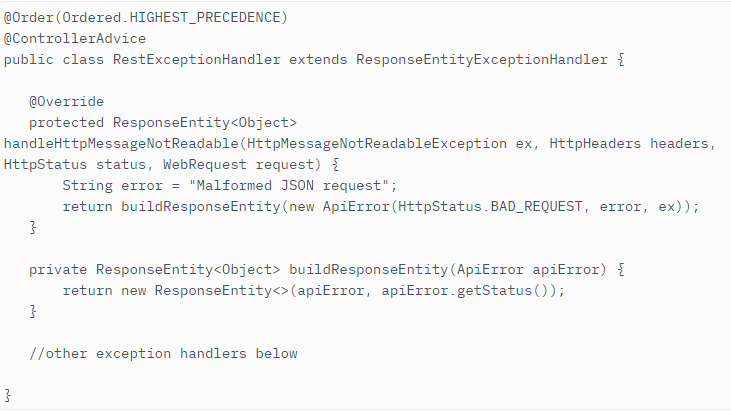 @Order(Ordered.HIGHEST_PRECEDENCE)
@ControllerAdvice
public class RestExceptionHandler extends ResponseEntityExceptionHandler {
@Override
protected ResponseEntity<Object>
handleHttpMessageNotReadable(HttpMessageNotReadableException ex, HttpHeaders headers,
HttpStatus status, WebRequest request) {
String error = "Malformed JSON request";
return buildResponseEntity(new ApiError(HttpStatus.BAD_REQUEST, error, ex));
}
private ResponseEntity<Object> buildResponseEntity(ApiError apiError) {
return new ResponseEntity<>(apiError, apiError.getStatus());
}
//other exception handlers below
}